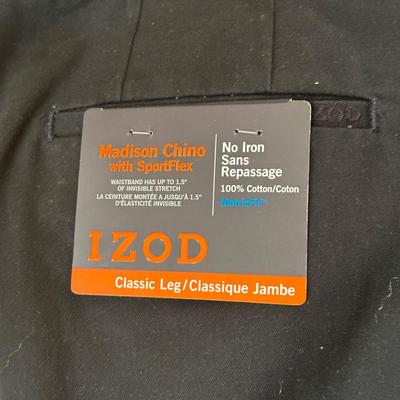 IZOD
Madison Chino
with SportFlex
WAISTBAND HAS UP TO 1.5"
OF INVISIBLE STRETCH
LA CEINTURE MONTÉE A JUSQU'À 1.5"
D'ÉLASTICITÉ INVISIBLE
No Iron
Sans
Repassage
100% Cotton/Coton
IZOD
Classic Leg/Classique Jambe